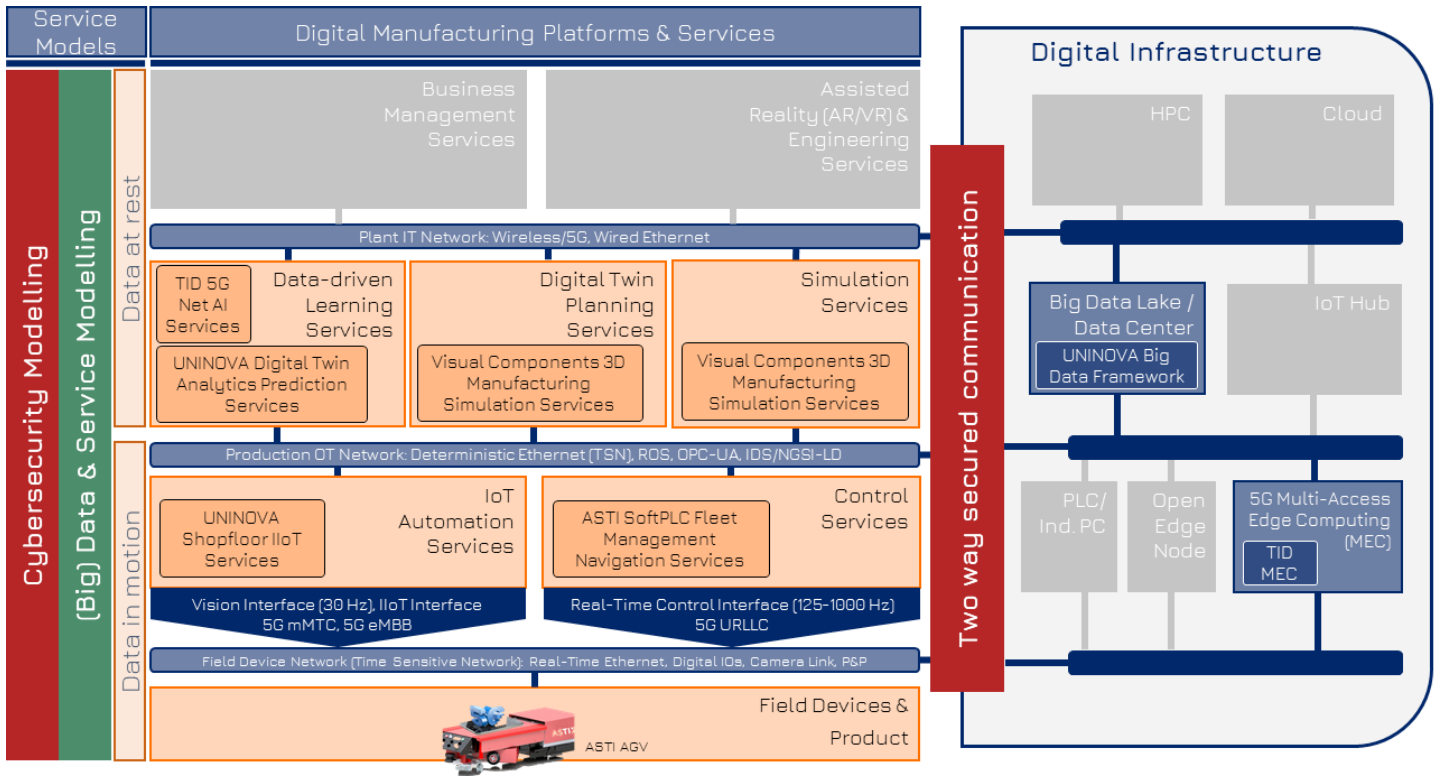 Service
Models
Digital Manufacturing Platforms & Services
Digital Infrastructure
Cybersecurity Modelling
(Big) Data & Service Modelling
Data at rest
Data in motion
Business
Management
Services
Assisted
Reality (AR/VR) &
Engineering
Services
HPC
Cloud
Plant IT Network: Wireless/5G, Wired Ethernet
TID 5G
Net AI
Services
Data-driven
Learning
Services
UNINOVA Digital Twin
Analytics Prediction
Services
Digital Twin
Planning
Services
Visual Components 3D
Manufacturing
Simulation Services
Simulation
Services
Visual Components 3D
Manufacturing
Simulation Services
Two way secured communication
Big Data Lake /
Data Center
UNINOVA Big
Data Framework
IoT Hub
Production OT Network: Deterministic Ethernet (TSN), ROS, OPC-UA, IDS/NGSI-LD
UNINOVA
Shopfloor IIoT
Services
IoT
Automation
Services
ASTI SoftPLC Fleet
Management
Navigation Services
Control
Services
PLC/
Ind. PC
Open
Edge
Node
5G Multi-Access
Edge Computing
(MEC)
TID
MEC
Vision Interface (30 Hz), IIoT Interface
5G mMTC, 5G eMBB
Real-Time Control Interface (125-1000 Hz)
5G URLLC
Field Device Network (Time Sensitive Network): Real-Time Ethernet, Digital IOs, Camera Link, P&P
ASTI
ASTI AGV
Field Devices &
Product